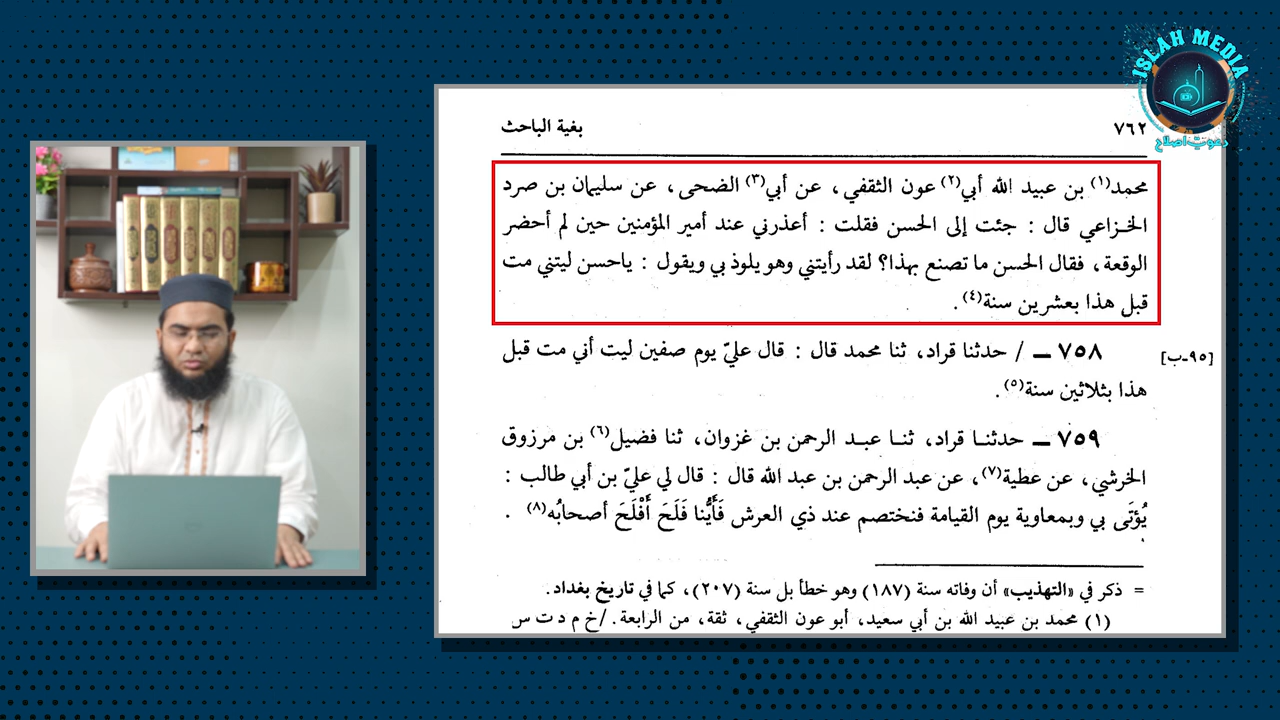 ISLAH MEDIA
دعوت اصلاح
٧٦٢
بغية الباحث
محمد(١) بن عبيد الله أبي(٢) عون الثقفي، عن أبي(٣) الضحى، عن سليمان بن صرد
الخزاعي قال : جئت إلى الحسن فقلت : أعذرني عند أمير المؤمنين حين لم أحضر
الوقعة، فقال الحسن ما تصنع بهذا؟ لقد رأيتني وهو يلوذ بي ويقول : ياحسن ليتني مت
قبل هذا بعشرين سنة(٤).
٧٥٨ ــ / حدثنا قراد، ثنا محمد قال : قال عليّ يوم صفين ليت أني مت قبل
[٩٥-ب]
هذا بثلاثين سنة(٥).
٧٥٩ ــ حدثنا قراد، ثنا عبد الرحمن بن غزوان، ثنا فضيل(٦) بن مرزوق
الخرشي، عن عطية(٧)، عن عبد الرحمن بن عبد الله قال : قال لي عليّ بن أبي طالب :
يُؤتَى بي وبمعاوية يوم القيامة فنختصم عند ذي العرش فَأَيُّنا فَلَحَ أَفْلَحَ أصحابُه(٨) .
= ذكر في «التهذيب» أن وفاته سنة (١٨٧) وهو خطأ بل سنة (٢٠٧)، كما في تاريخ بغداد.
(١) محمد بن عبيد الله بن أبي سعيد، أبو عون الثقفي، ثقة، من الرابعة. /خ م د ت س